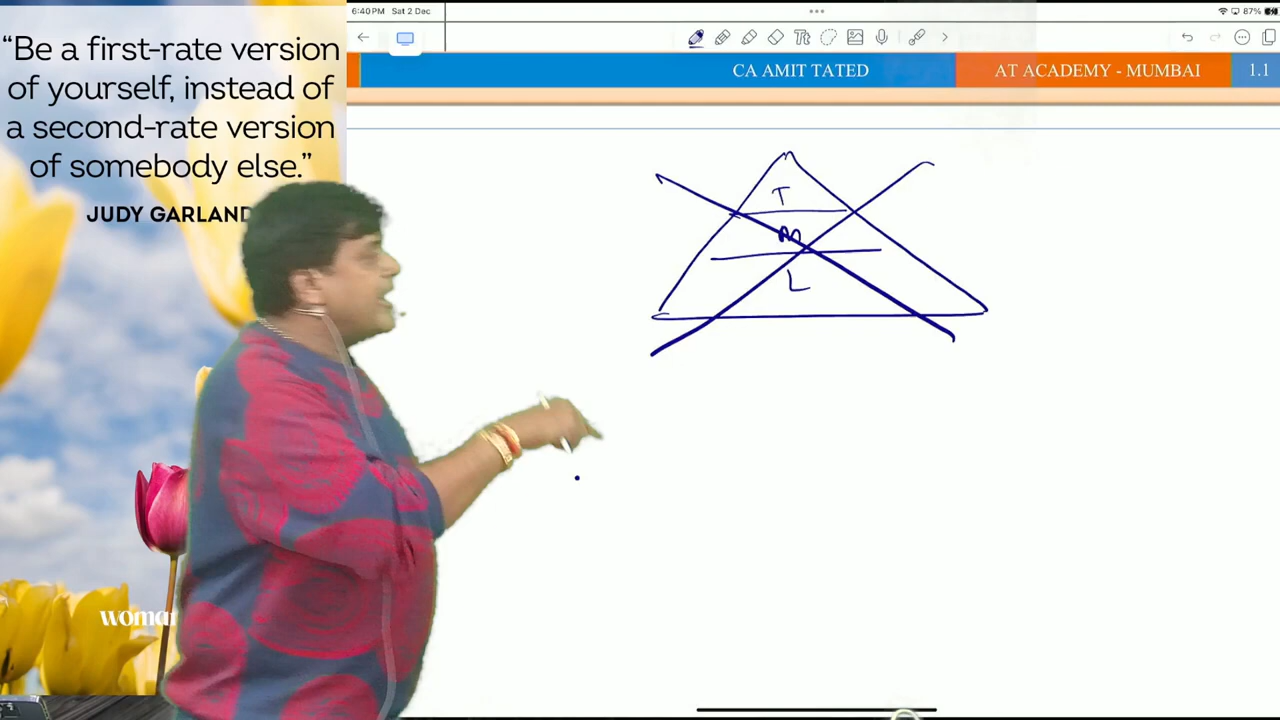 “Be a first-rate version
of yourself, instead of
a second-rate version
of somebody else.”
JUDY GARLAND
woma
6:40 PM Sat 2 Dec
87%
CA AMIT TATED
AT ACADEMY - MUMBAI
1.1
T
m
L